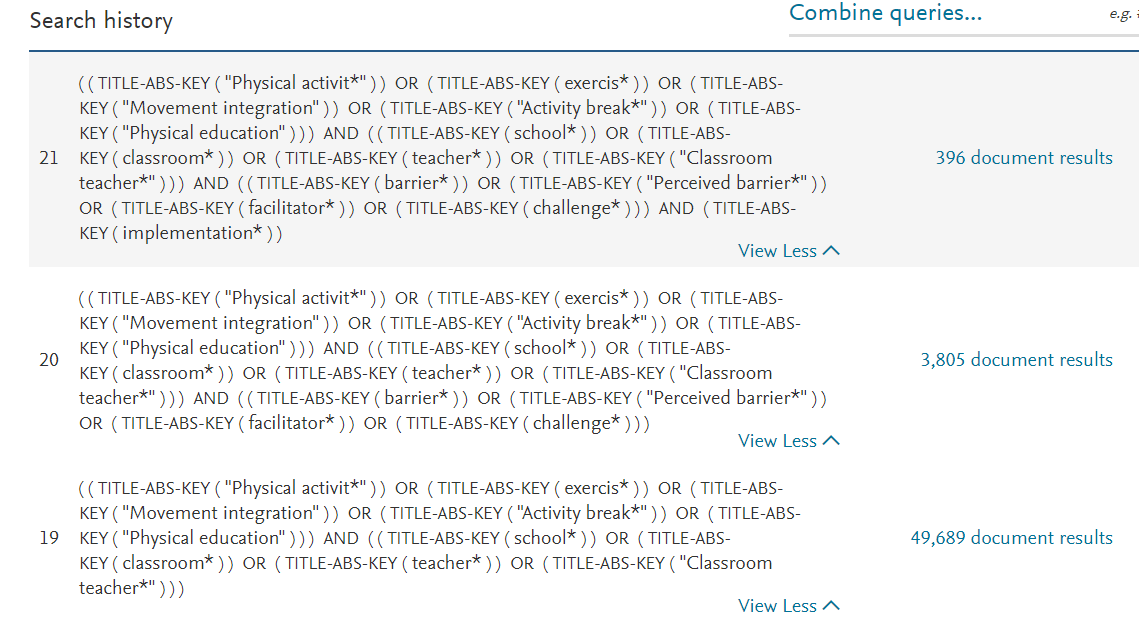 Search history
Combine queries...
e.g. #
21
( ( TITLE-ABS-KEY ( "Physical activit*" ) ) OR ( TITLE-ABS-KEY ( exercis* ) ) OR ( TITLE-ABS-
KEY ( "Movement integration" ) ) OR ( TITLE-ABS-KEY ( "Activity break*" ) ) OR ( TITLE-ABS-
KEY ( "Physical education" ) ) ) AND ( ( TITLE-ABS-KEY ( school* ) ) OR ( TITLE-ABS-
KEY ( classroom* ) ) OR ( TITLE-ABS-KEY ( teacher* ) ) OR ( TITLE-ABS-KEY ( "Classroom
teacher*" ) ) ) AND ( ( TITLE-ABS-KEY ( barrier* ) ) OR ( TITLE-ABS-KEY ( "Perceived barrier*" ) )
OR ( TITLE-ABS-KEY ( facilitator* ) ) OR ( TITLE-ABS-KEY ( challenge* ) ) ) AND ( TITLE-ABS-
KEY ( implementation* ) )
396 document results
View Less
20
( ( TITLE-ABS-KEY ( "Physical activit*" ) ) OR ( TITLE-ABS-KEY ( exercis* ) ) OR ( TITLE-ABS-
KEY ( "Movement integration" ) ) OR ( TITLE-ABS-KEY ( "Activity break*" ) ) OR ( TITLE-ABS-
KEY ( "Physical education" ) ) ) AND ( ( TITLE-ABS-KEY ( school* ) ) OR ( TITLE-ABS-
KEY ( classroom* ) ) OR ( TITLE-ABS-KEY ( teacher* ) ) OR ( TITLE-ABS-KEY ( "Classroom
teacher*" ) ) ) AND ( ( TITLE-ABS-KEY ( barrier* ) ) OR ( TITLE-ABS-KEY ( "Perceived barrier*" ) )
OR ( TITLE-ABS-KEY ( facilitator* ) ) OR ( TITLE-ABS-KEY ( challenge* ) ) )
3,805 document results
View Less
19
( ( TITLE-ABS-KEY ( "Physical activit*" ) ) OR ( TITLE-ABS-KEY ( exercis* ) ) OR ( TITLE-ABS-
KEY ( "Movement integration" ) ) OR ( TITLE-ABS-KEY ( "Activity break*" ) ) OR ( TITLE-ABS-
KEY ( "Physical education" ) ) ) AND ( ( TITLE-ABS-KEY ( school* ) ) OR ( TITLE-ABS-
KEY ( classroom* ) ) OR ( TITLE-ABS-KEY ( teacher* ) ) OR ( TITLE-ABS-KEY ( "Classroom
teacher*" ) ) )
49,689 document results
View Less